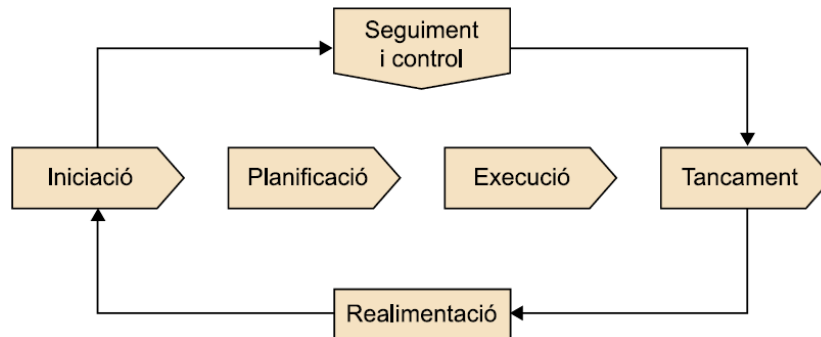 Seguiment
i control
Iniciació
Planificació
Execució
Tancament
Realimentació